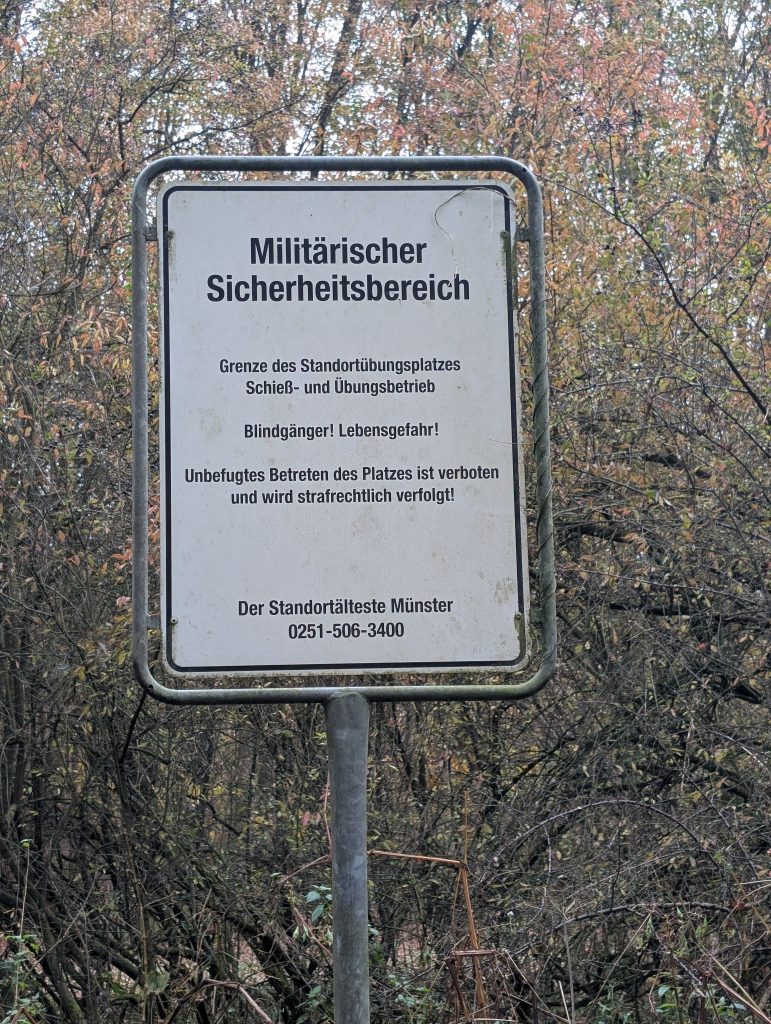 Militärischer
Sicherheitsbereich
Grenze des Standortübungsplatzes
Schieß- und Übungsbetrieb
Blindgänger! Lebensgefahr!
Unbefugtes Betreten des Platzes ist verboten
und wird strafrechtlich verfolgt!
Der Standortälteste Münster
0251-506-3400